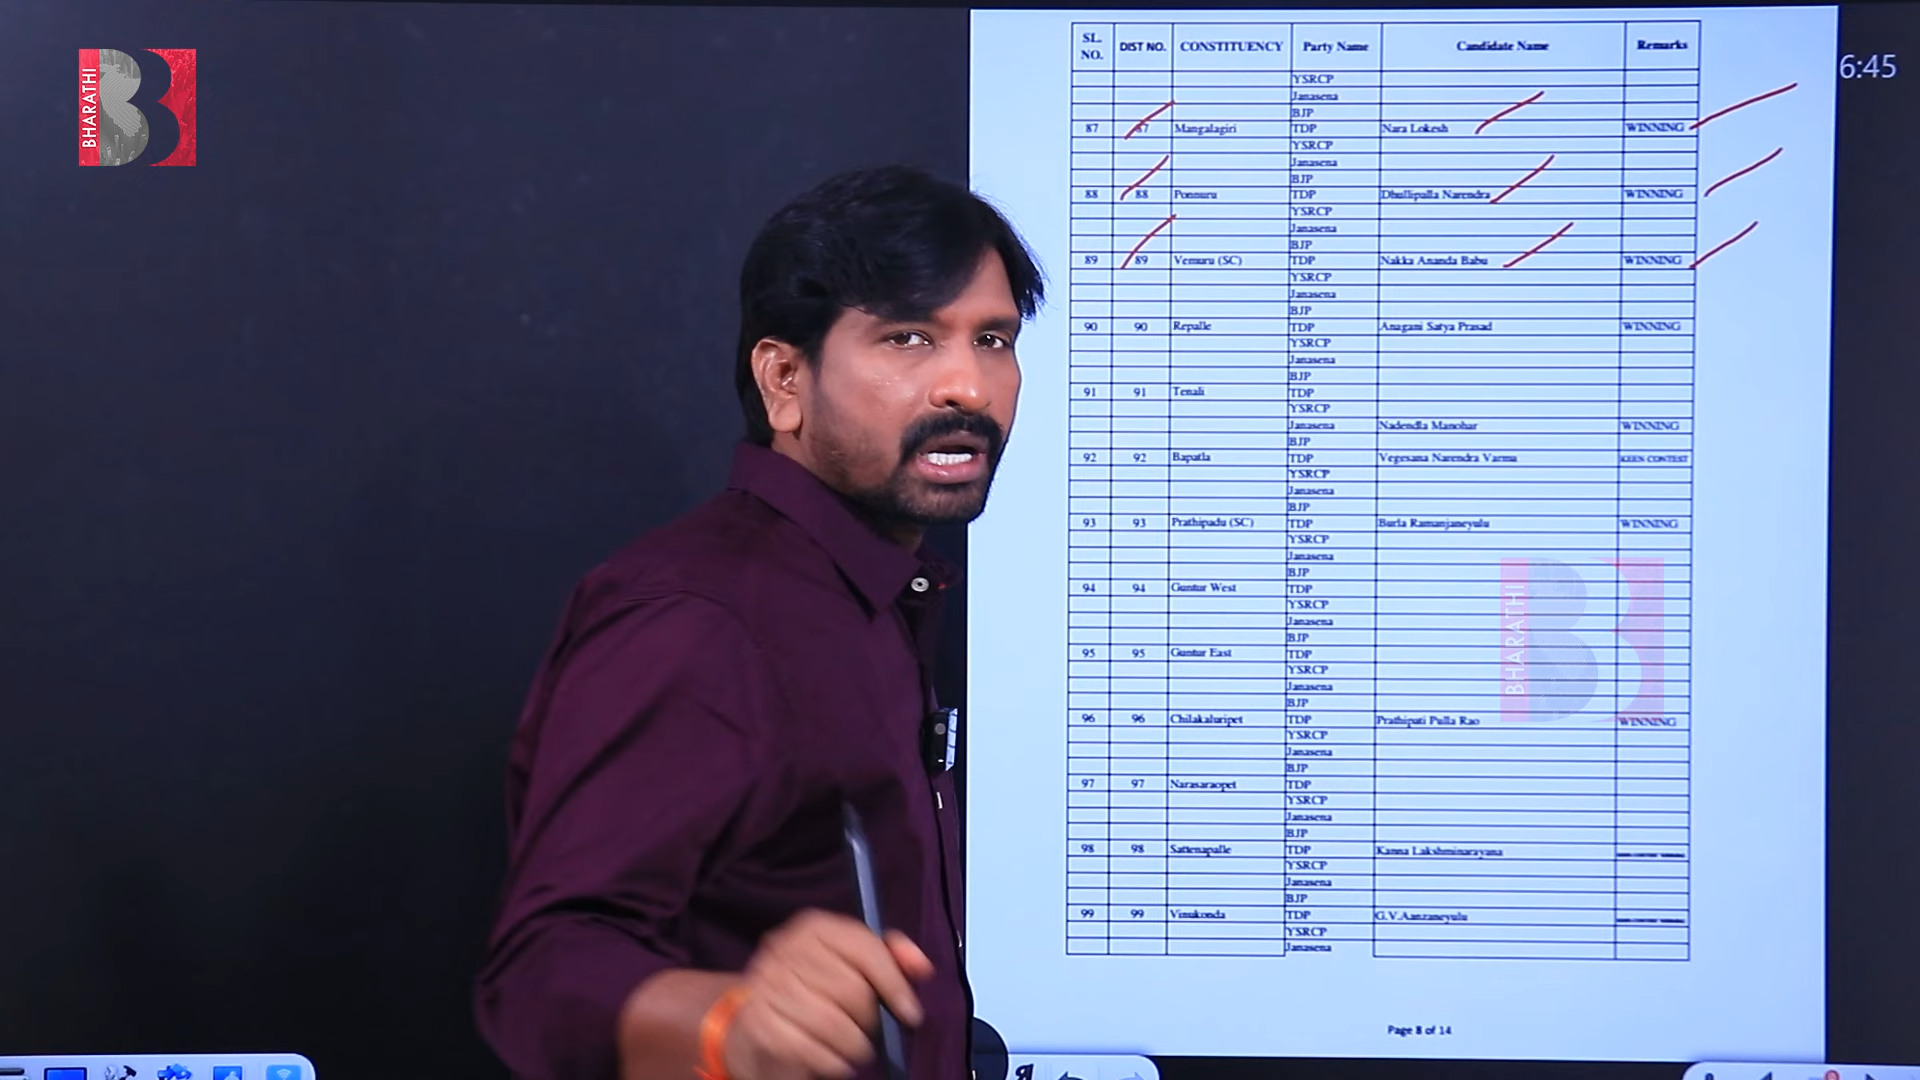 BHARATHI
6:45
SL. NO. DIST NO. CONSTITUENCY Party Name Candidate Name Remarks
YSRCP
Janasena
BJP
87 87 Mangalagiri TDP Nara Lokesh WINNING
YSRCP
Janasena
BJP
88 88 Ponnuru TDP Dhullipalla Narendra WINNING
YSRCP
Janasena
BJP
89 89 Vemuru (SC) TDP Nakka Ananda Babu WINNING
YSRCP
Janasena
BJP
90 90 Repalle TDP Anagani Satya Prasad WINNING
YSRCP
Janasena
BJP
91 91 Tenali TDP
YSRCP
Janasena Nadendla Manohar WINNING
BJP
92 92 Bapatla TDP Vegesana Narendra Varma KEEN CONTEST
YSRCP
Janasena
BJP
93 93 Prathipadu (SC) TDP Burla Ramanjaneyulu WINNING
YSRCP
Janasena
BJP
94 94 Guntur West TDP
YSRCP
Janasena
BJP
95 95 Guntur East TDP
YSRCP
Janasena
BJP
96 96 Chilakaluripet TDP Prathipati Pulla Rao WINNING
YSRCP
Janasena
BJP
97 97 Narasaraopet TDP
YSRCP
Janasena
BJP
98 98 Sattenapalle TDP Kanna Lakshminarayana
YSRCP
Janasena
BJP
99 99 Vinukonda TDP G.V.Aanzaneyulu
YSRCP
Janasena
BHARATHI
Page 8 of 14